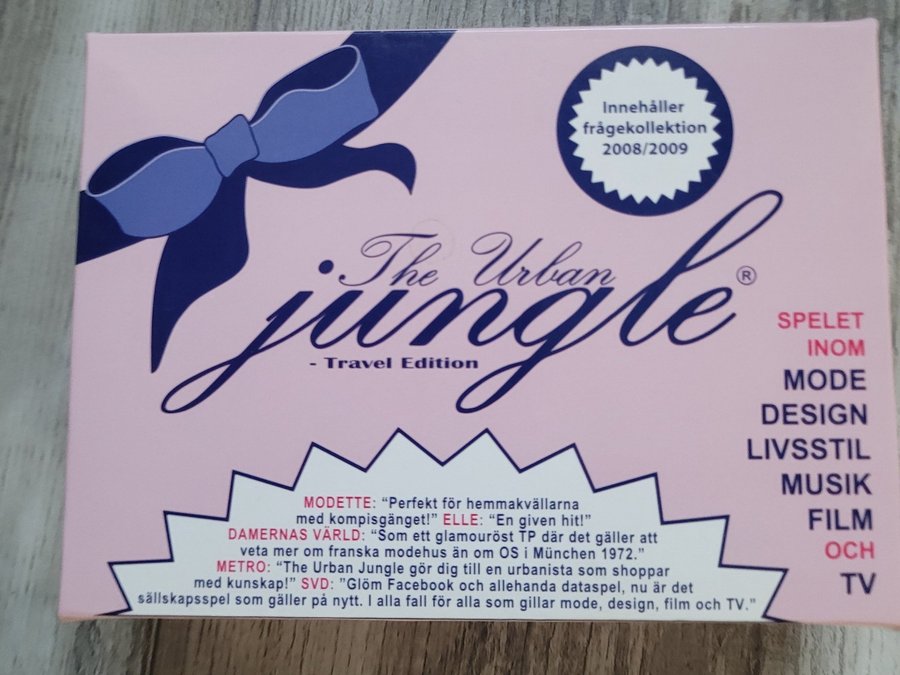 Innehåller
frågekollektion
2008/2009
The Urban
jungle®
- Travel Edition
SPELET
INOM
MODE
DESIGN
LIVSSTIL
MUSIK
FILM
OCH
TV
MODETTE: “Perfekt för hemmakvällarna
med kompisgänget!” ELLE: “En given hit!”
DAMERNAS VÄRLD: “Som ett glamouröst TP där det gäller att
veta mer om franska modehus än om OS i München 1972.”
METRO: “The Urban Jungle gör dig till en urbanista som shoppar
med kunskap!” SVD: ”Glöm Facebook och allehanda dataspel, nu är det
sällskapsspel som gäller på nytt. I alla fall för alla som gillar mode, design, film och TV.”